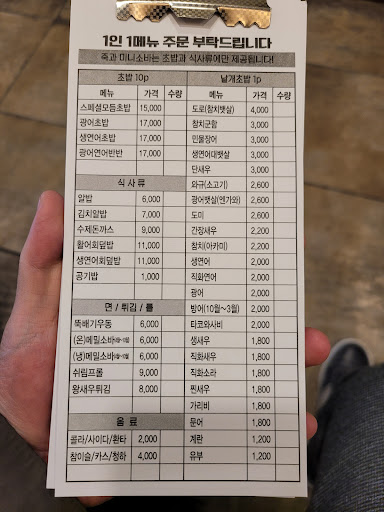 1인 1메뉴 주문 부탁드립니다
죽과 미니소바는 초밥과 식사류에만 제공됩니다!
초밥 10p
메뉴 가격 수량
스페셜모듬초밥 15,000
광어초밥 17,000
생연어초밥 17,000
광어연어반반 17,000
식사류
알밥 6,000
김치알밥 7,000
수제돈까스 9,000
활어회덮밥 11,000
생연어회덮밥 11,000
공기밥 1,000
면 / 튀김 / 롤
뚝배기우동 6,000
(온)메밀소바 6,000
(냉)메밀소바 6,000
쉬림프롤 9,000
왕새우튀김 8,000
음료
콜라/사이다/환타 2,000
참이슬/카스/청하 4,000
낱개초밥 1p
메뉴 가격 수량
도로(참치뱃살) 4,000
참치군함 3,000
민물장어 3,000
생연어대뱃살 3,000
단새우 3,000
와규(소고기) 2,600
광어뱃살(엔가와) 2,600
도미 2,600
간장새우 2,200
참치(아카미) 2,200
생연어 2,000
직화연어 2,000
광어 2,000
방어(10월~3월) 2,000
타코와사비 2,000
생새우 1,800
직화새우 1,800
직화소라 1,800
찐새우 1,800
가리비 1,800
문어 1,800
계란 1,200
유부 1,200